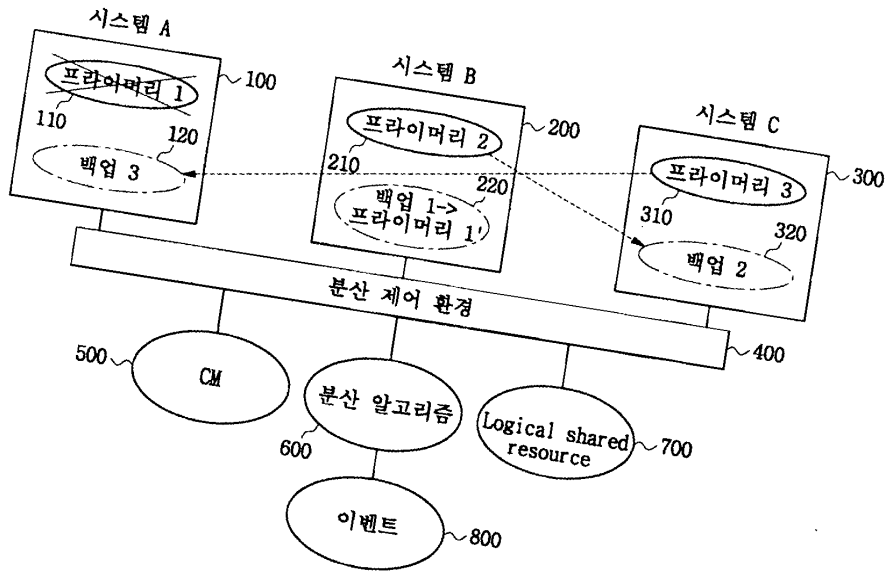 시스템 A
프라이머리 1
100
110
120
백업 3
시스템 B
프라이머리 2
200
210
220
백업 1->
프라이머리 1'
시스템 C
프라이머리 3
300
310
320
백업 2
분산 제어 환경
400
500
CM
분산 알고리즘
600
Logical shared
resource
700
이벤트
800